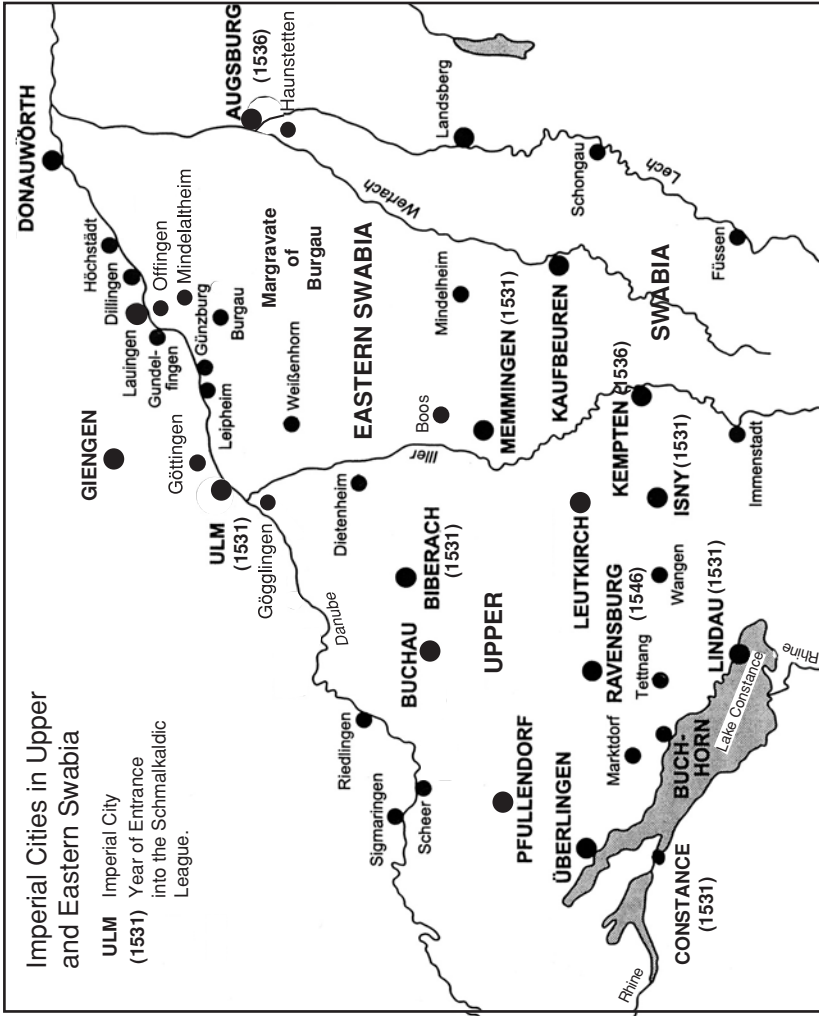 Imperial Cities in Upper
and Eastern Swabia
ULM Imperial City
(1531) Year of Entrance
into the Schmalkaldic
League.
DONAUWÖRTH
AUGSBURG
(1536)
Haunstetten
Höchstädt
Dillingen
Lauingen
Gundel-
fingen
Offingen
Mindelaltheim
Günzburg
Burgau
Leipheim
Margravate
of
Burgau
GIENGEN
Göttingen
ULM
(1531)
Gögglingen
Weißenhorn
Danube
Wertach
Lech
Landsberg
Schongau
Füssen
EASTERN SWABIA
Mindelheim
Boos
MEMMINGEN (1531)
KAUFBEUREN
SWABIA
Iller
Dietenheim
BIBERACH
(1531)
BUCHAU
UPPER
Riedlingen
Sigmaringen
Scheer
PFULLENDORF
ÜBERLINGEN
LEUTKIRCH
KEMPTEN (1536)
ISNY (1531)
Immenstadt
RAVENSBURG
(1546)
Wangen
Tettnang
Marktdorf
BUCH-
HORN
LINDAU (1531)
Lake Constance
Rhine
CONSTANCE
(1531)
Rhine